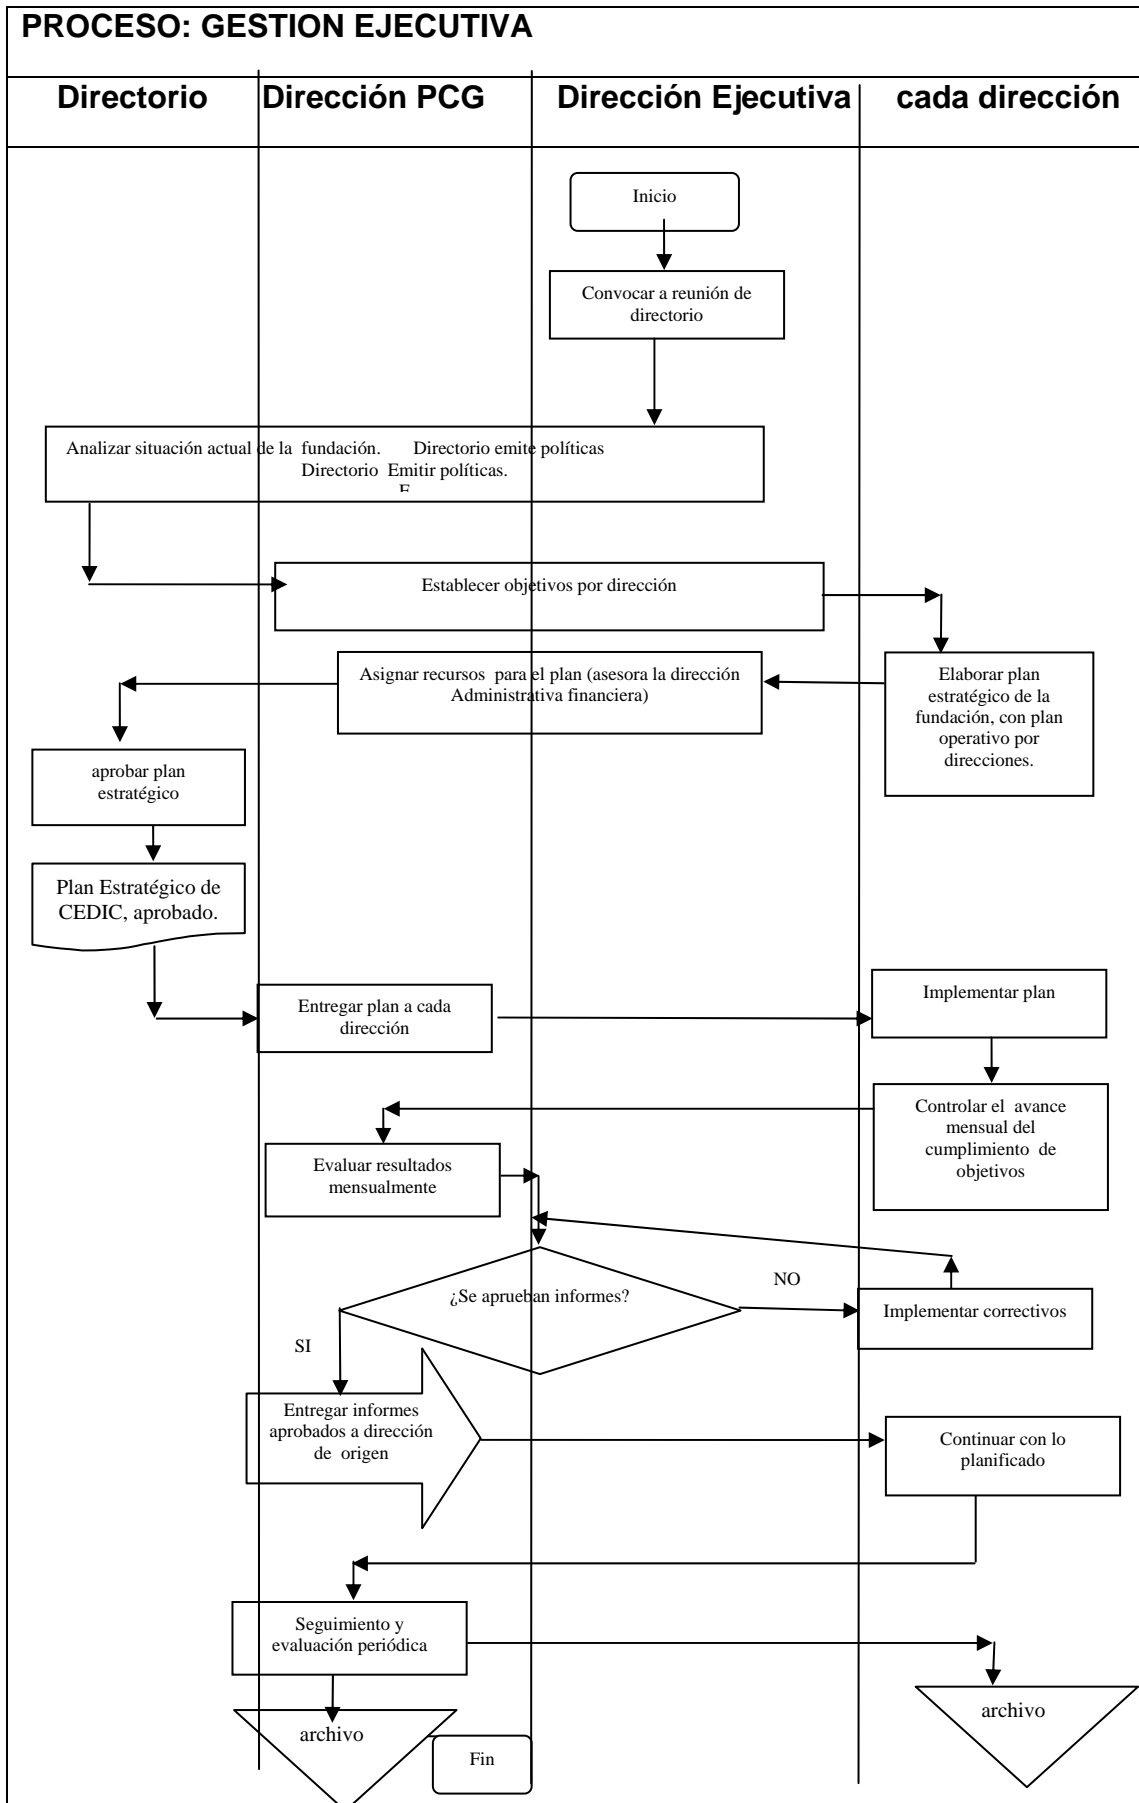 PROCESO: GESTION EJECUTIVA
Directorio
Dirección PCG
Dirección Ejecutiva
cada dirección
Inicio
Convocar a reunión de
directorio
Analizar situación actual de la fundación. Directorio emite políticas
Directorio Emitir políticas.
Establecer objetivos por dirección
Asignar recursos para el plan (asesora la dirección
Administrativa financiera)
Elaborar plan
estratégico de la
fundación, con plan
operativo por
direcciones.
aprobar plan
estratégico
Plan Estratégico de
CEDIC, aprobado.
Entregar plan a cada
dirección
Implementar plan
Controlar el avance
mensual del
cumplimiento de
objetivos
Evaluar resultados
mensualmente
¿Se aprueban informes?
NO
Implementar correctivos
SI
Entregar informes
aprobados a dirección
de origen
Continuar con lo
planificado
Seguimiento y
evaluación periódica
archivo
archivo
Fin